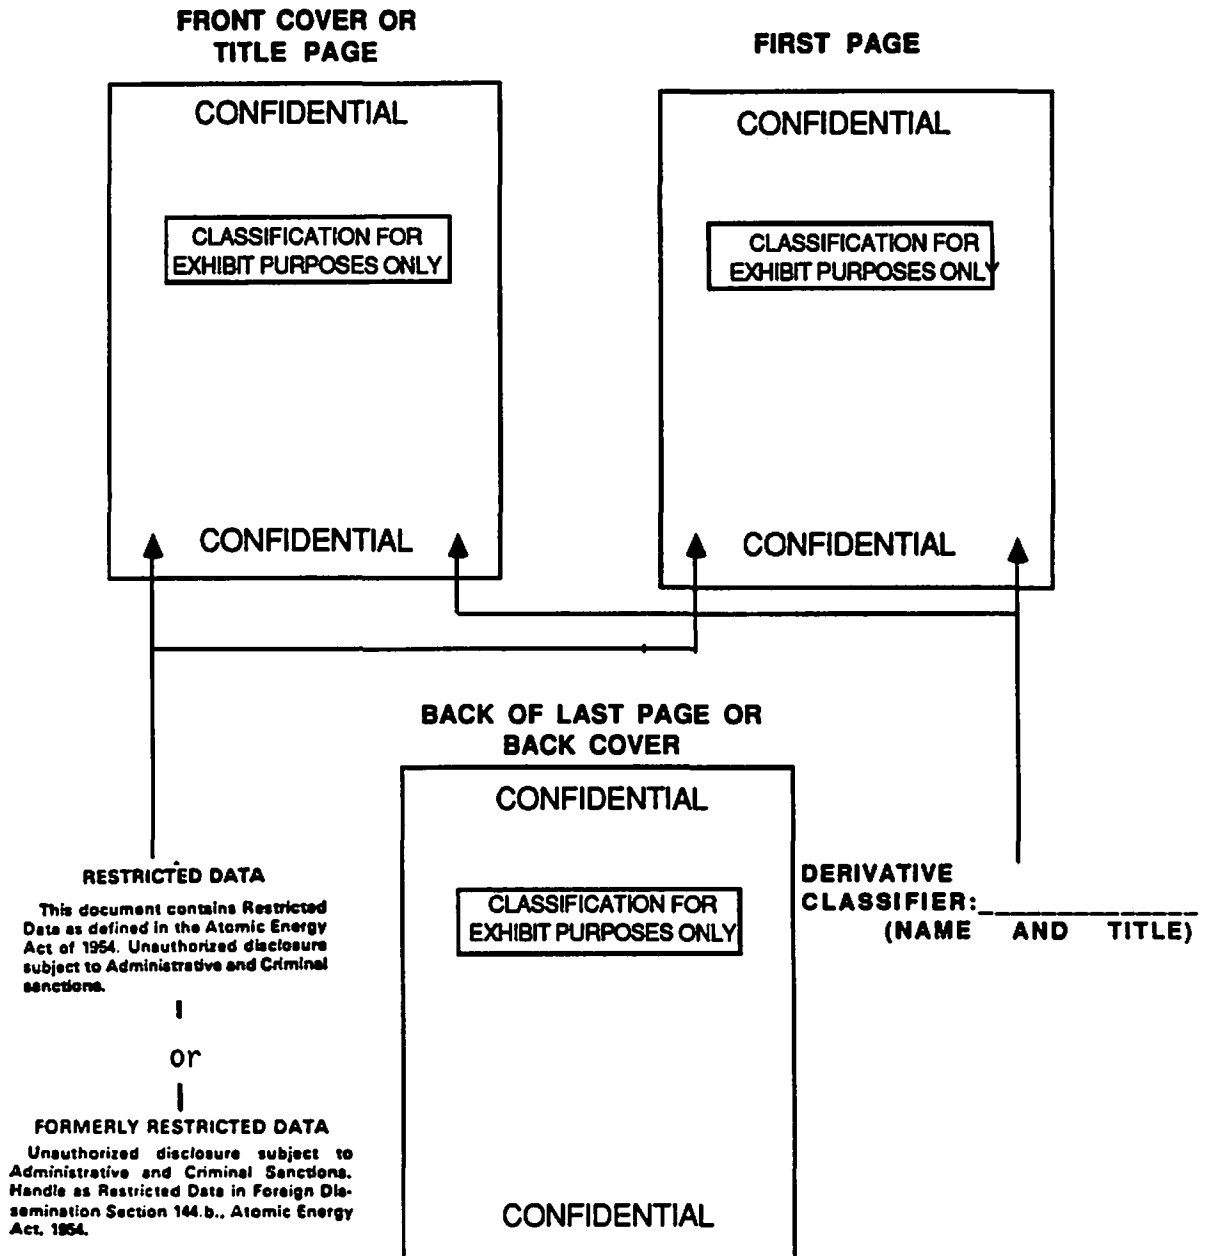 FRONT COVER OR
TITLE PAGE
CONFIDENTIAL
CLASSIFICATION FOR
EXHIBIT PURPOSES ONLY
CONFIDENTIAL
FIRST PAGE
CONFIDENTIAL
CLASSIFICATION FOR
EXHIBIT PURPOSES ONLY
CONFIDENTIAL
BACK OF LAST PAGE OR
BACK COVER
CONFIDENTIAL
CLASSIFICATION FOR
EXHIBIT PURPOSES ONLY
CONFIDENTIAL
RESTRICTED DATA
This document contains Restricted
Data as defined in the Atomic Energy
Act of 1954. Unauthorized disclosure
subject to Administrative and Criminal
sanctions.
or
FORMERLY RESTRICTED DATA
Unauthorized disclosure subject to
Administrative and Criminal Sanctions.
Handle as Restricted Data in Foreign Dis-
semination Section 144.b., Atomic Energy
Act, 1954.
DERIVATIVE
CLASSIFIER:____________
(NAME AND TITLE)